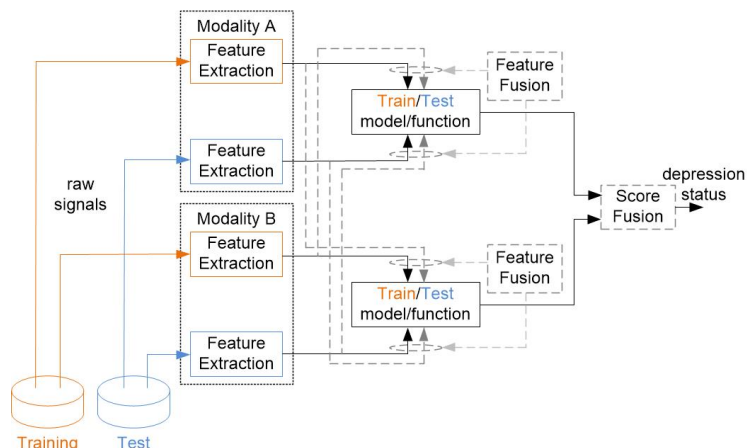 Modality A
Feature
Extraction
Feature
Fusion
Train/Test
model/function
Feature
Extraction
raw
signals
depression
status
Score
Fusion
Modality B
Feature
Extraction
Feature
Fusion
Train/Test
model/function
Feature
Extraction
Training
Test